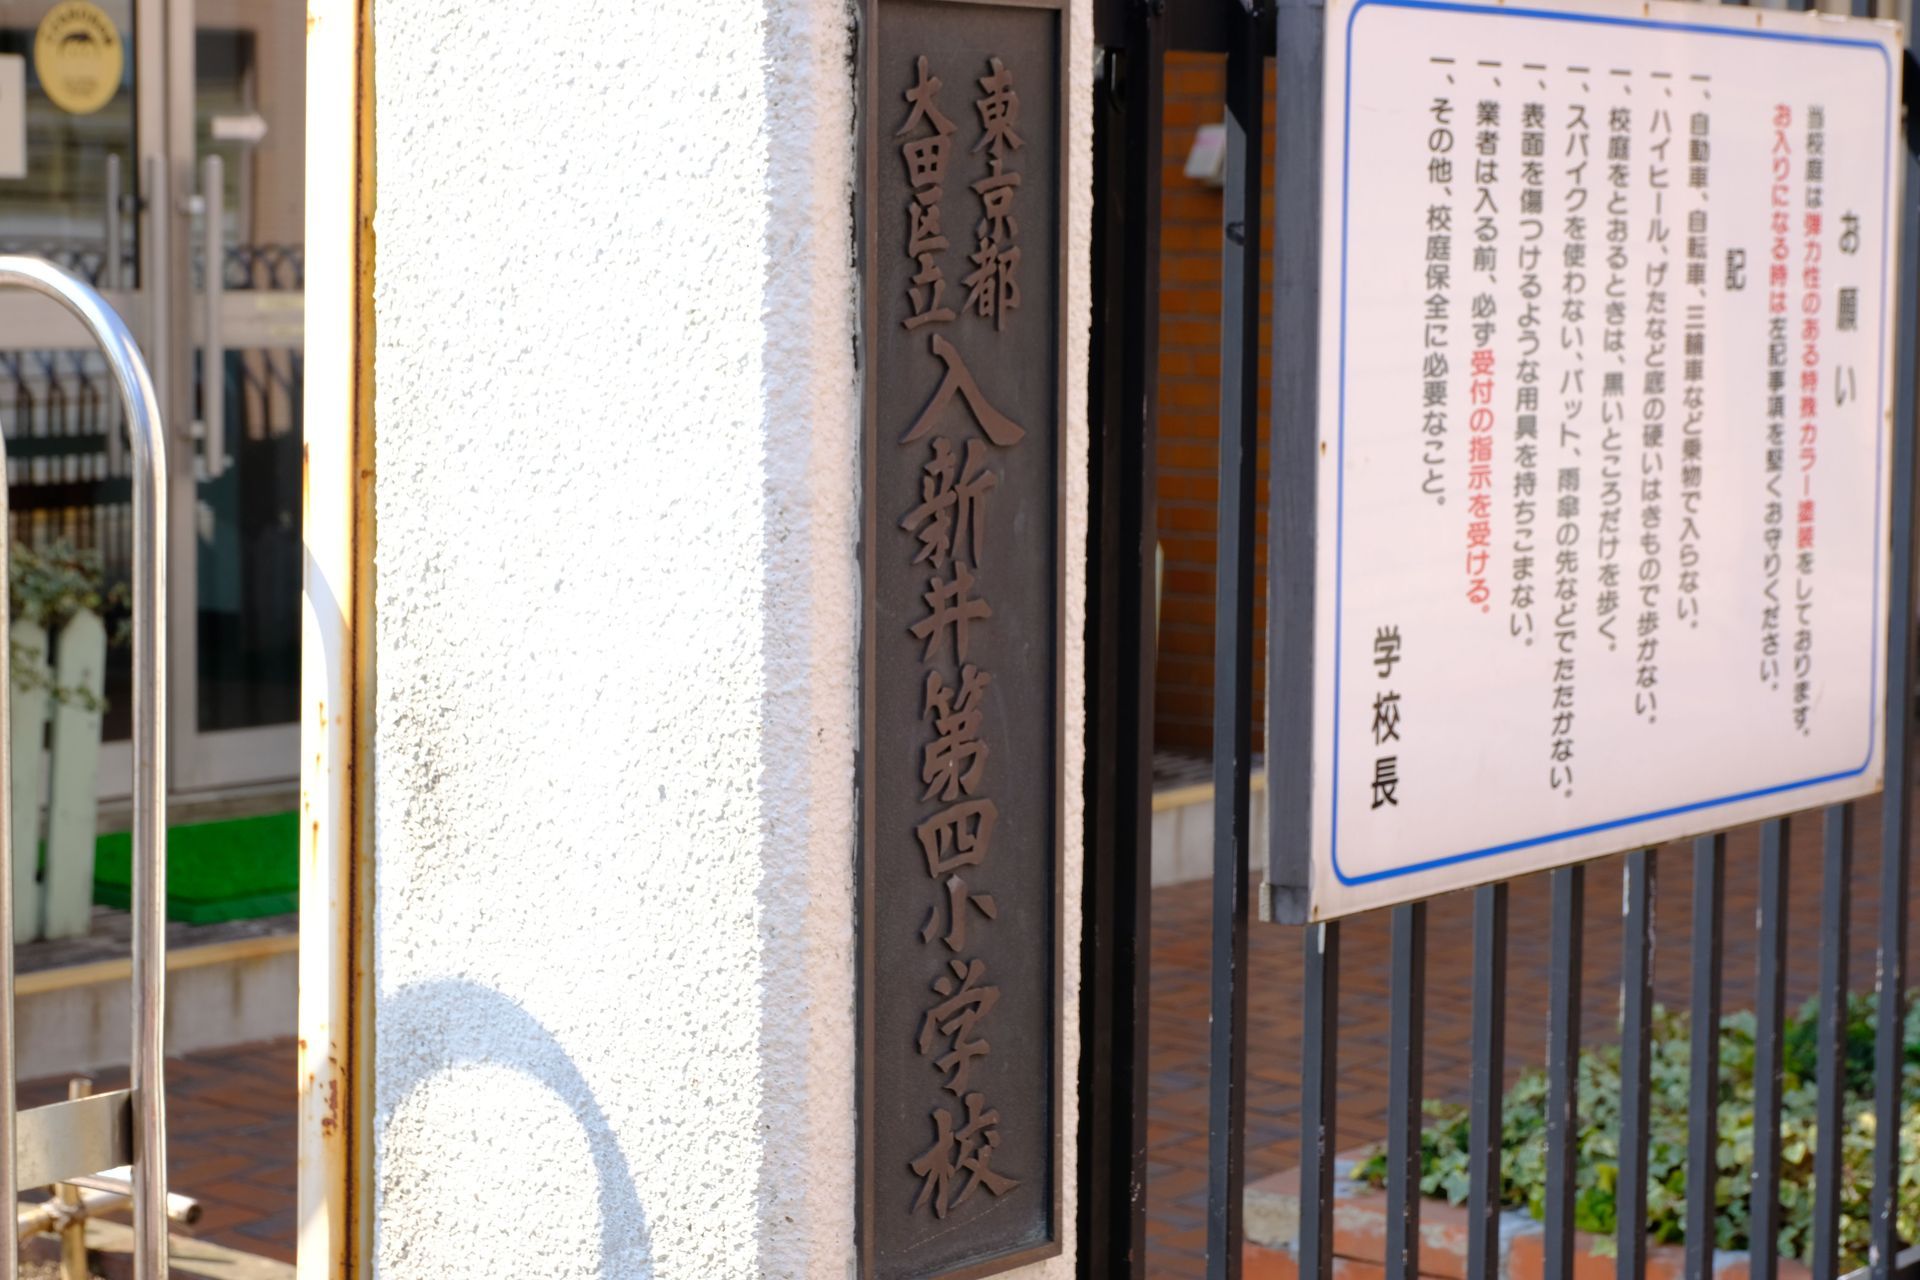 東京都
大田区立
入新井第四小学校
お願い
当校庭は弾力性のある特殊カラー塗装をしております。
お入りになる時は左記事項を堅くお守りください。
記
一、自動車、自転車、三輪車など乗物で入らない。
一、ハイヒール、げたなど底の硬いはきもので歩かない。
一、校庭をとおるときは、黒いところだけを歩く。
一、スパイクを使わない、バット、雨傘の先などでたたかない。
一、表面を傷つけるような用具を持ちこまない。
一、業者は入る前、必ず受付の指示を受ける。
一、その他、校庭保全に必要なこと。
学校長